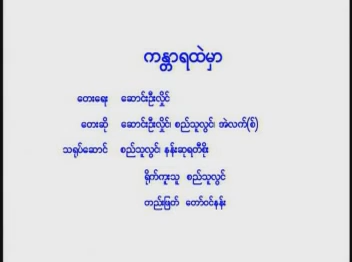 ကန္တာရထဲမှာ
တေးရေး ဆောင်းဦးလှိုင်
တေးဆို ဆောင်းဦးလှိုင်၊ စည်သူလွင်၊ အဲလက်(စ်)
သရုပ်ဆောင် စည်သူလွင်၊ နန်းဆုရတီစိုး
ရိုက်ကူးသူ စည်သူလွင်
တည်းဖြတ် တော်ဝင်နန်း